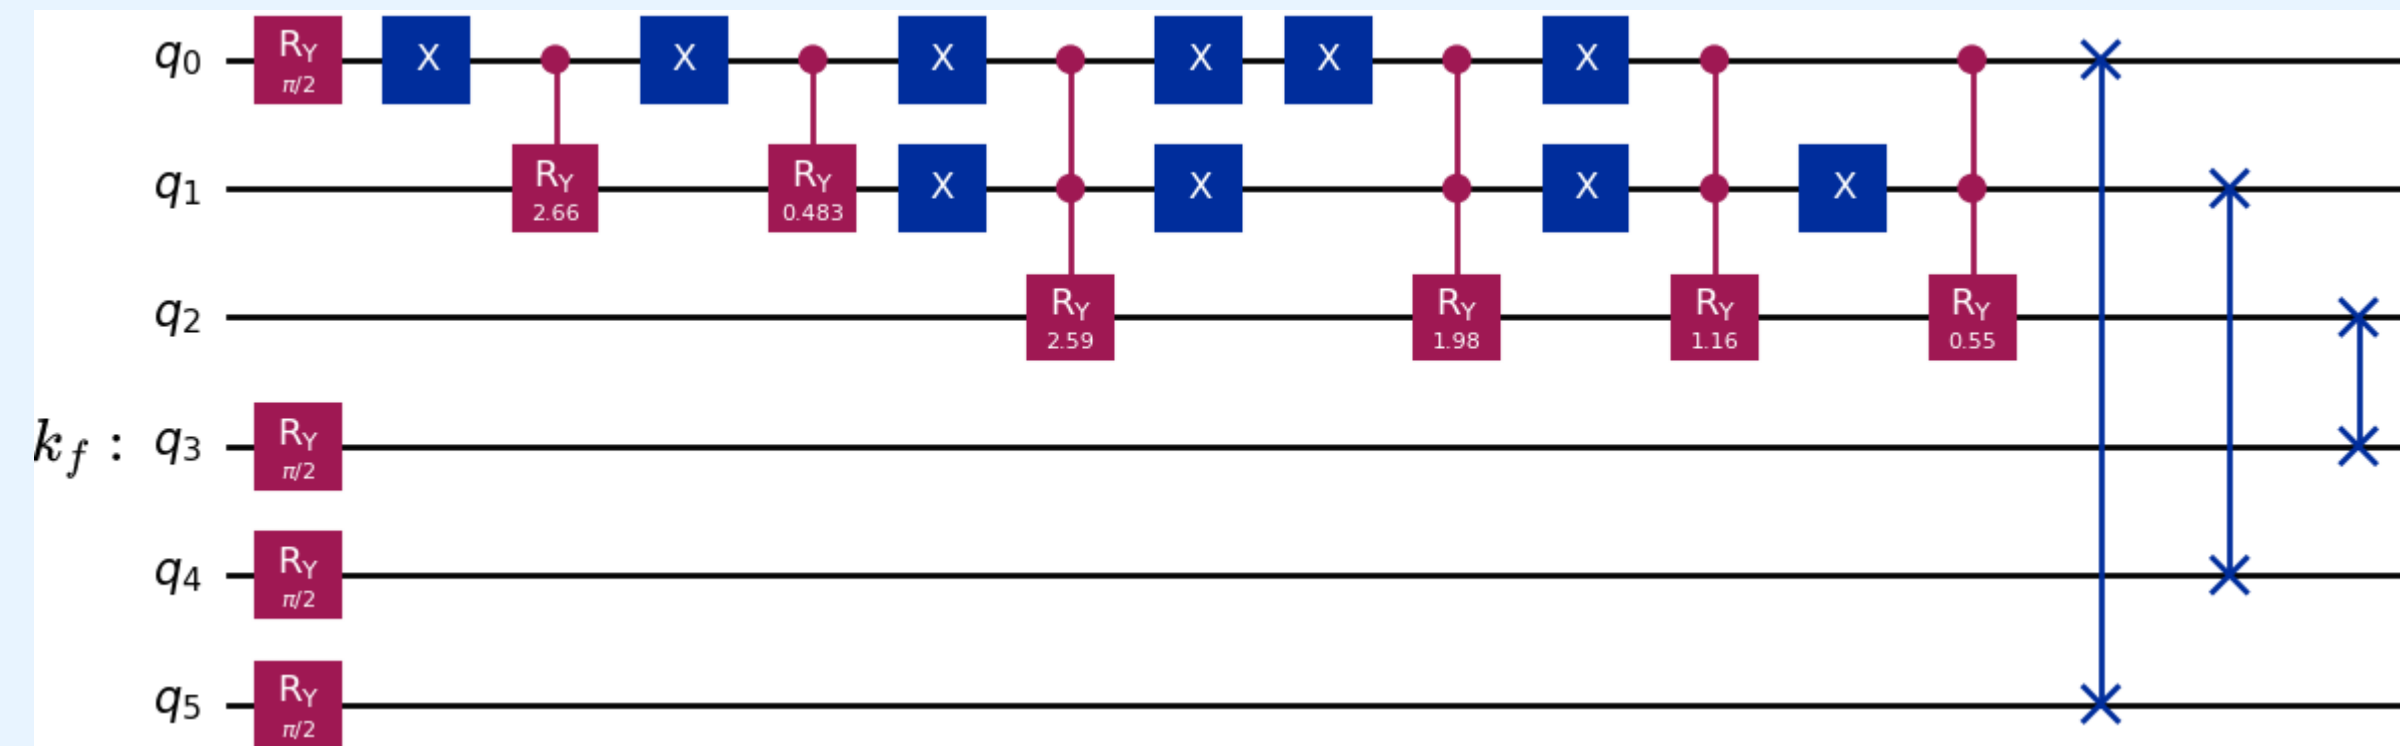 q0 RY π/2 X X X X X X
q1 RY 2.66 RY 0.483 X X X X
q2 RY 2.59 RY 1.98 RY 1.16 RY 0.55
kf : q3 RY π/2
q4 RY π/2
q5 RY π/2